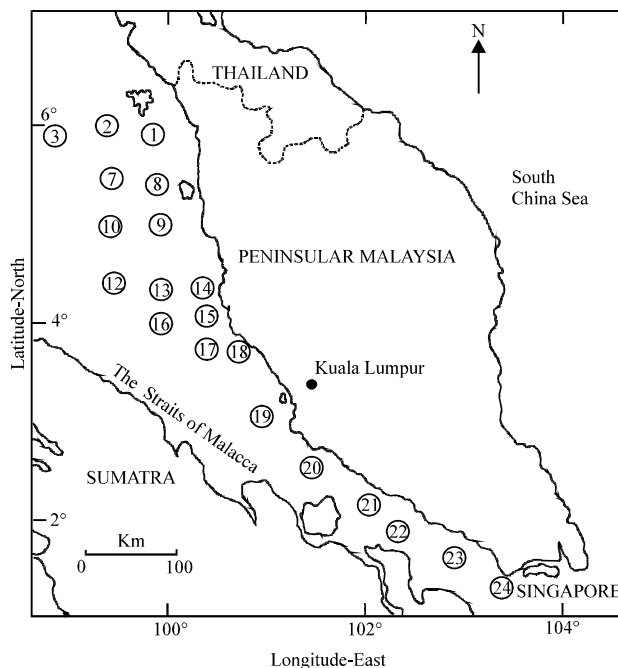 N
THAILAND
6°
3
2
1
7
8
South
China Sea
10
9
PENINSULAR MALAYSIA
12
13
14
15
16
4°
17
18
Latitude-North
Kuala Lumpur
The Straits of Malacca
19
20
SUMATRA
21
2°
22
Km
23
0 100
24
SINGAPORE
100° 102° 104°
Longitude-East